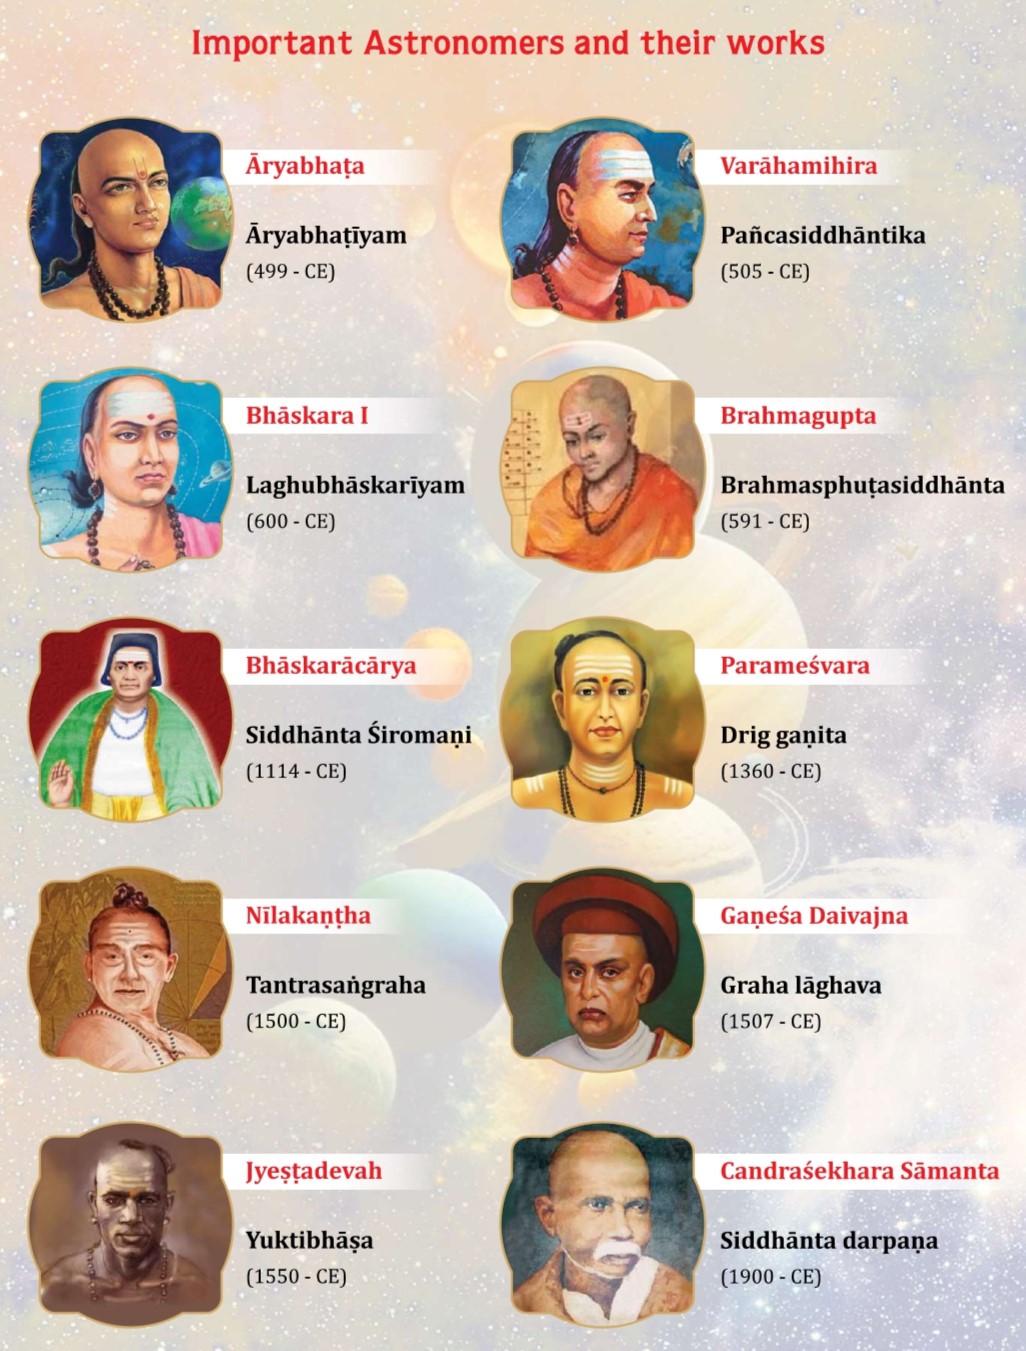 Important Astronomers and their works
Āryabhaṭa
Āryabhaṭīyam
(499 - CE)
Varāhamihira
Pañcasiddhāntika
(505 - CE)
Bhāskara I
Laghubhāskarīyam
(600 - CE)
Brahmagupta
Brahmasphuṭasiddhānta
(591 - CE)
Bhāskarācārya
Siddhānta Śiromaṇi
(1114 - CE)
Parameśvara
Drig gaṇita
(1360 - CE)
Nīlakaṇṭha
Tantrasaṅgraha
(1500 - CE)
Gaṇeśa Daivajna
Graha lāghava
(1507 - CE)
Jyeṣṭadevah
Yuktibhāṣa
(1550 - CE)
Candraśekhara Sāmanta
Siddhānta darpaṇa
(1900 - CE)